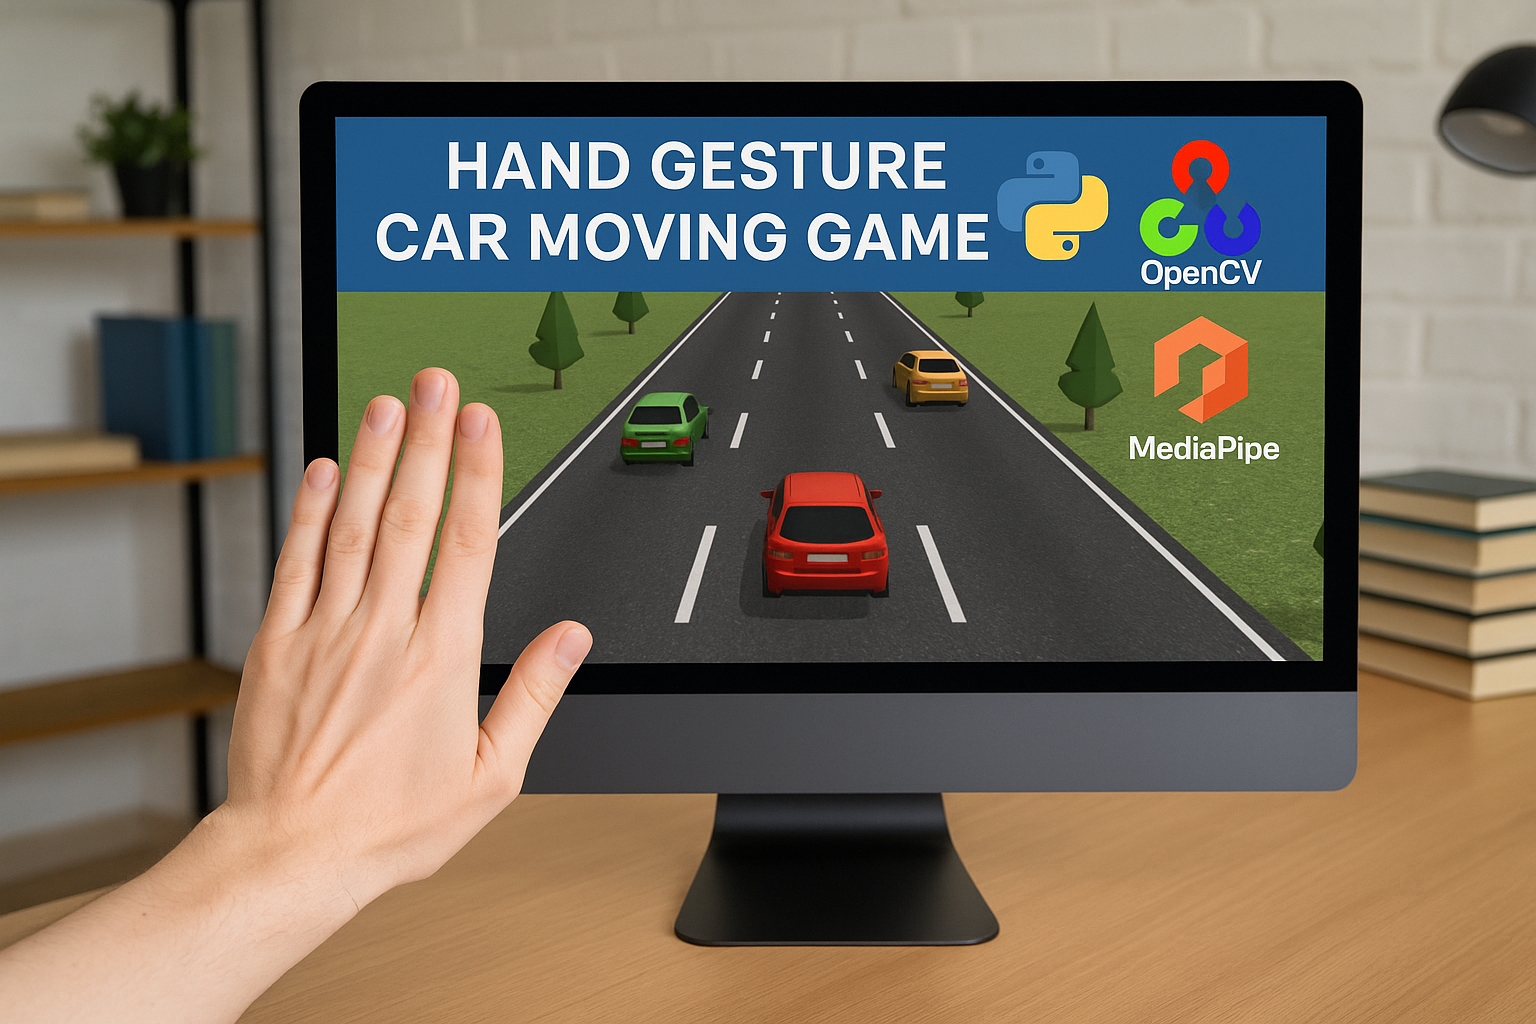 HAND GESTURE
CAR MOVING GAME
OpenCV
MediaPipe